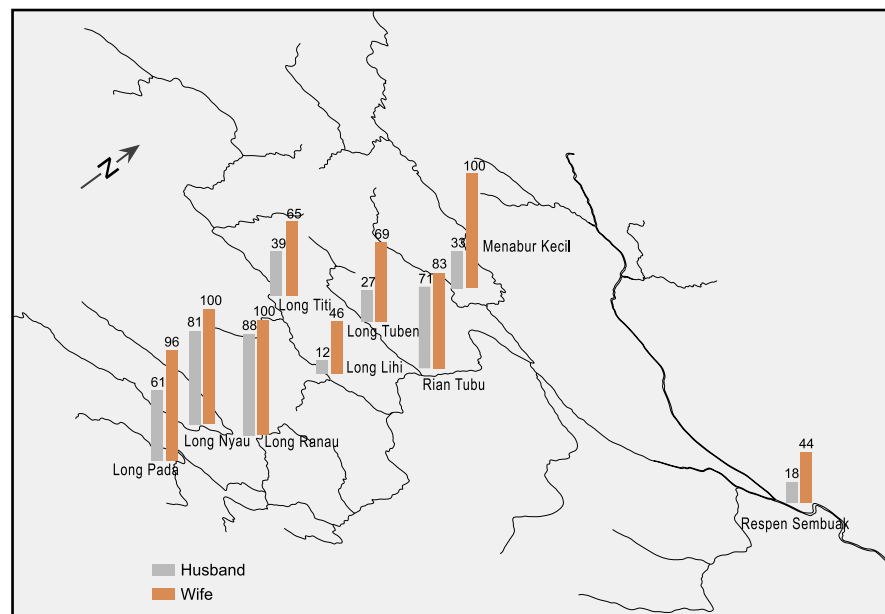 N
100
33
Menabur Kecil
65
39
Long Titi
69
27
Long Tuben
83
71
Rian Tubu
46
12
Long Lihi
100
81
Long Nyau
100
88
Long Ranau
96
61
Long Pada
44
18
Respen Sembuak
Husband
Wife